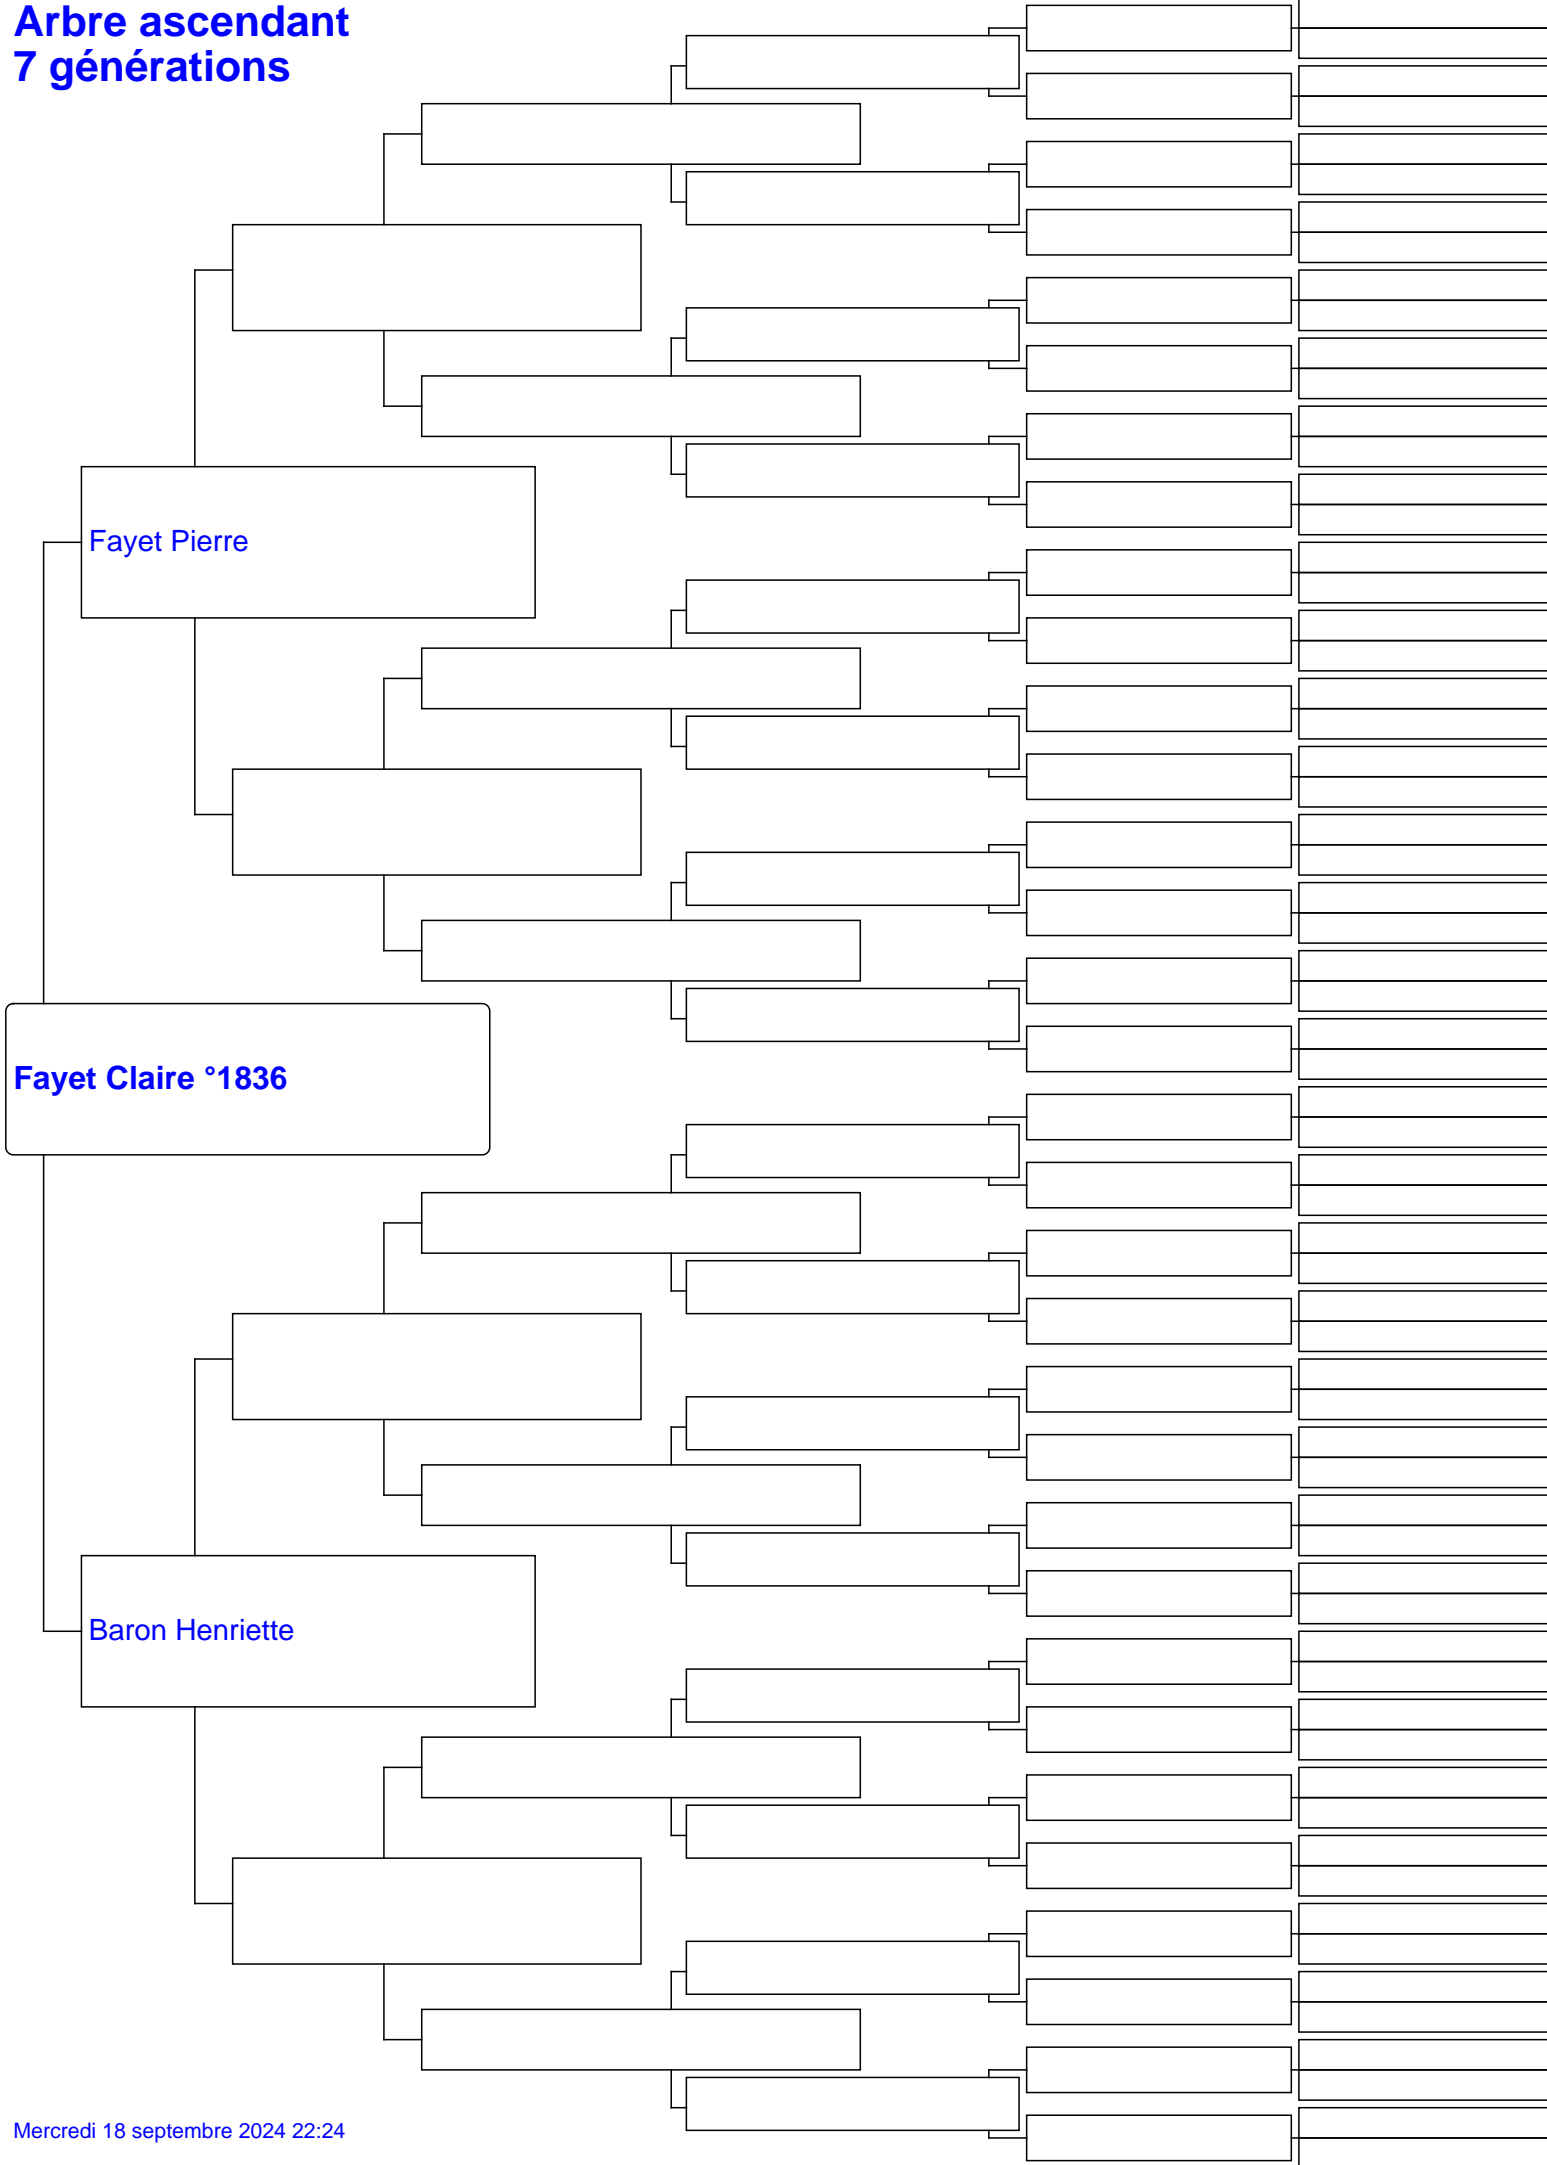 Arbre ascendant
7 générations
Fayet Pierre
Fayet Claire °1836
Baron Henriette
Mercredi 18 septembre 2024 22:24